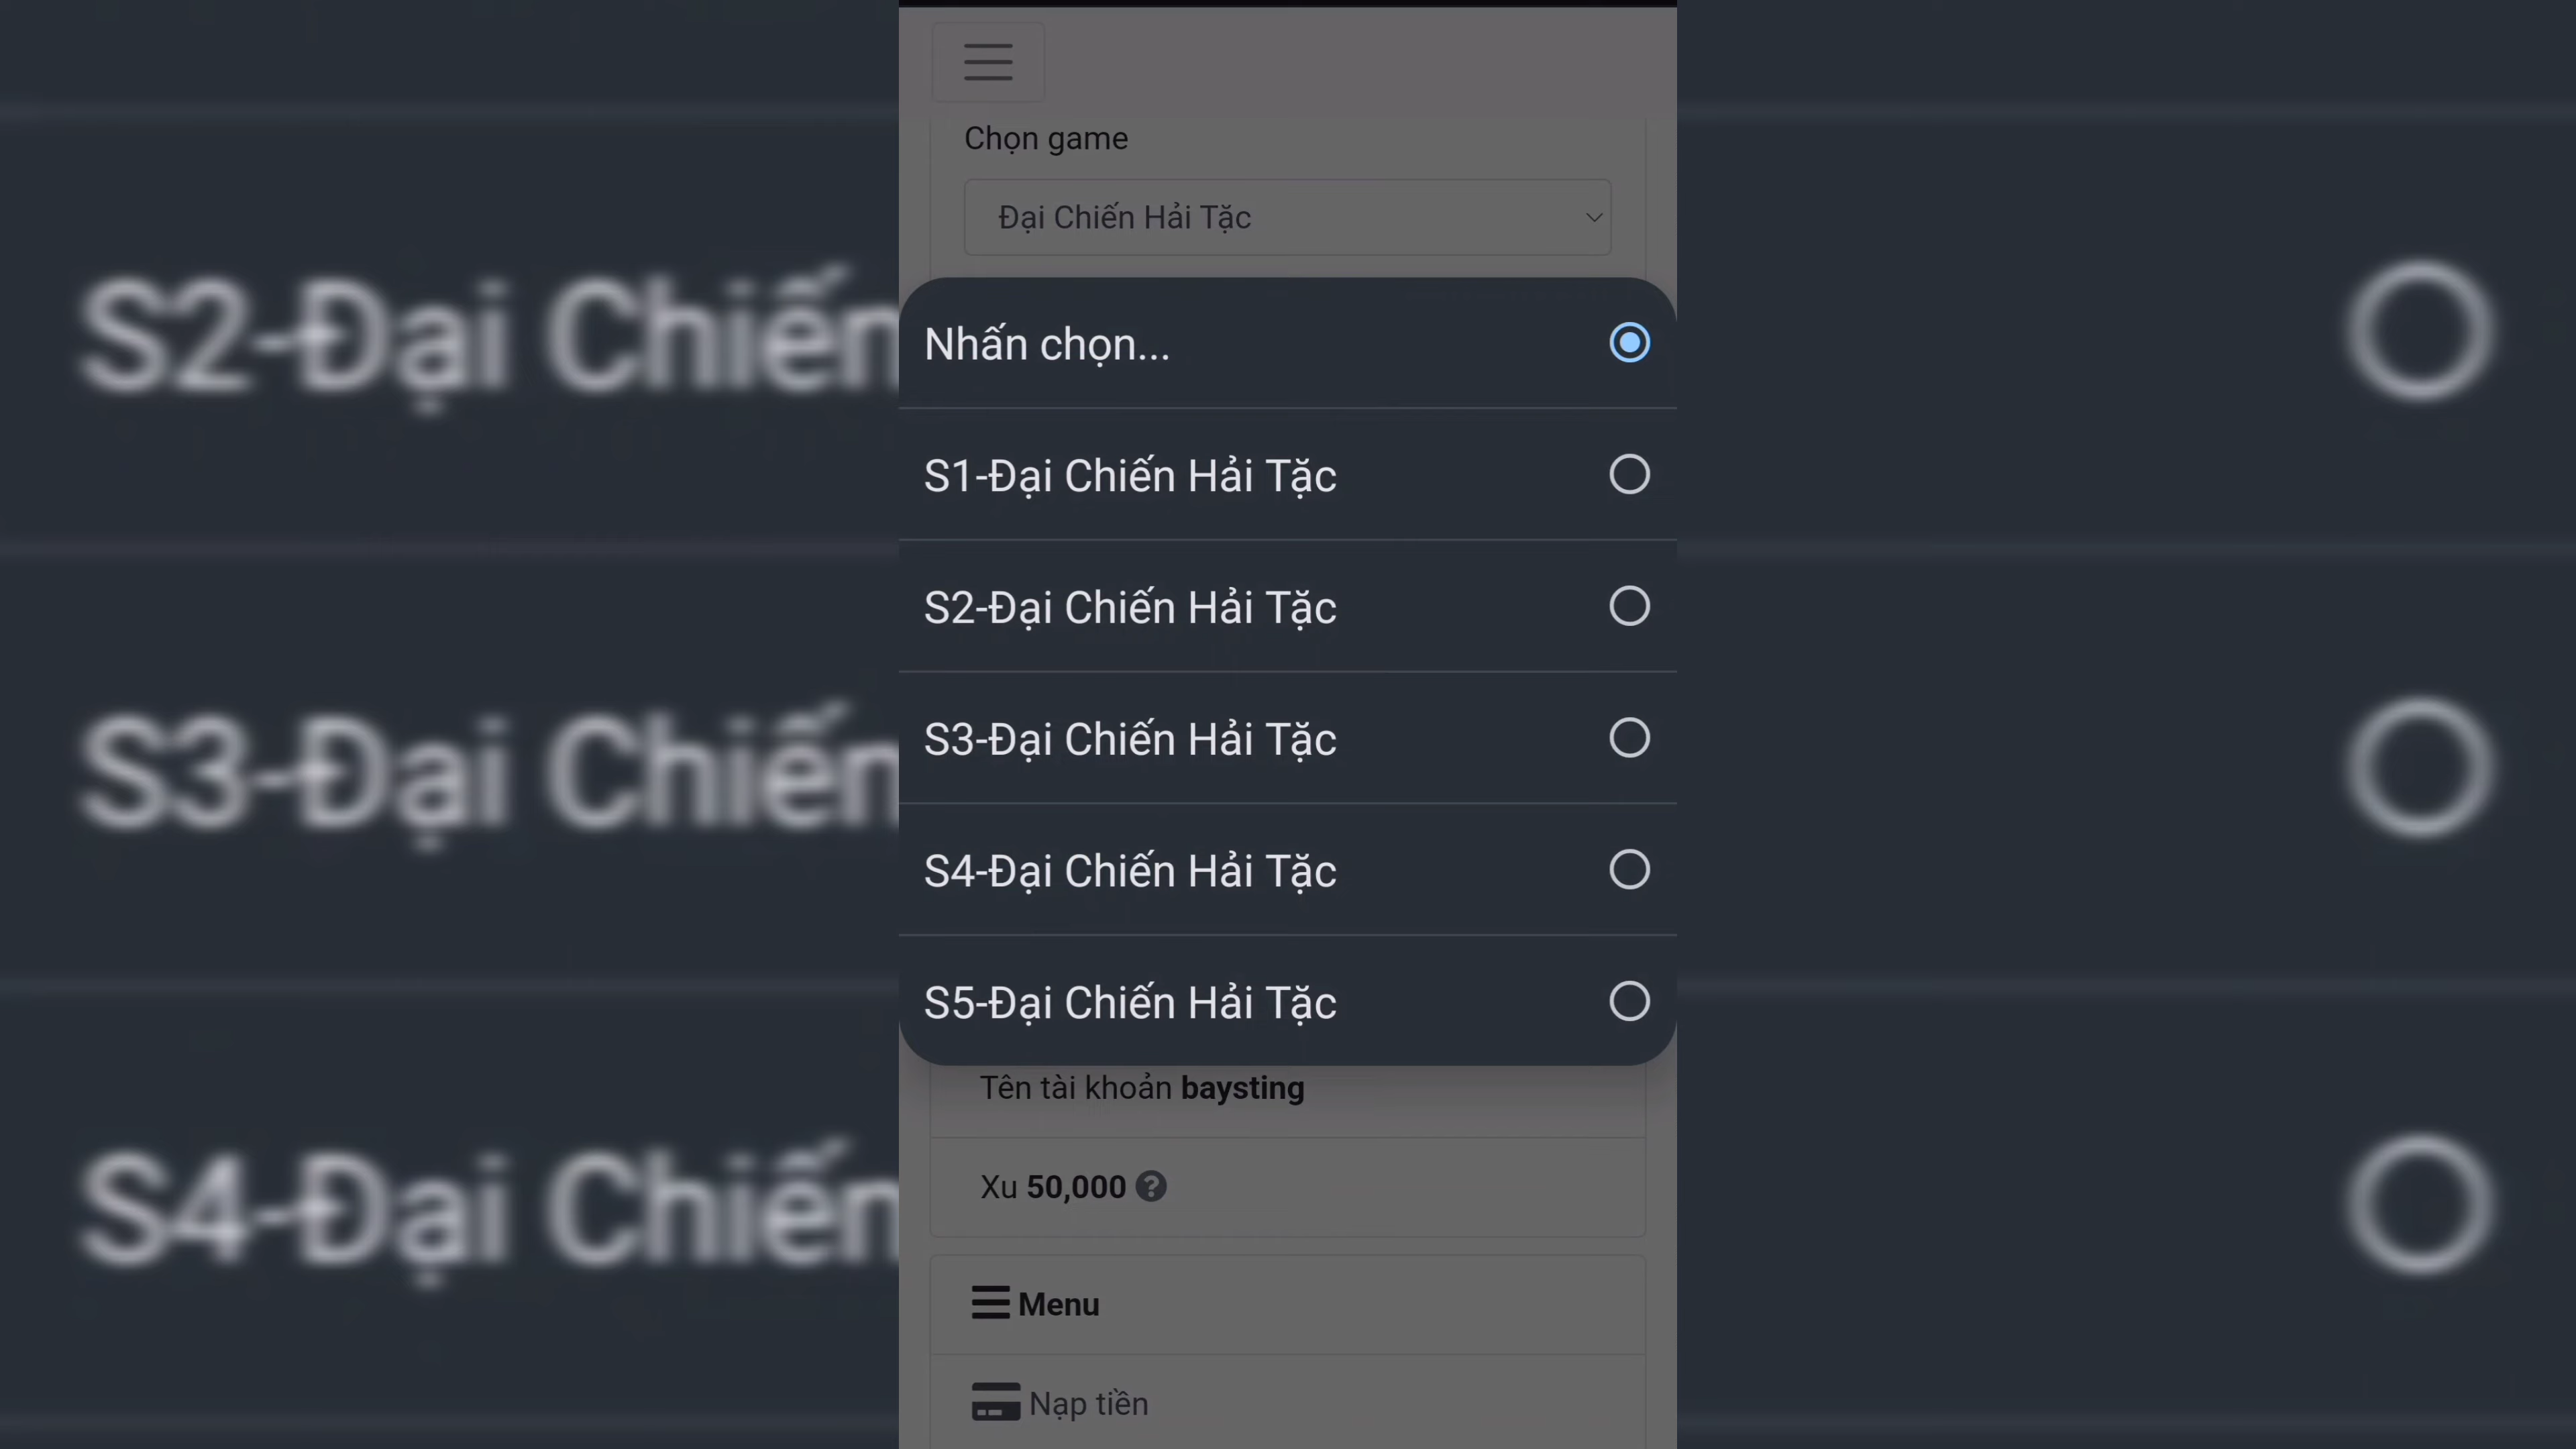 Chọn game
Đại Chiến Hải Tặc
Nhấn chọn...
S1-Đại Chiến Hải Tặc
S2-Đại Chiến Hải Tặc
S3-Đại Chiến Hải Tặc
S4-Đại Chiến Hải Tặc
S5-Đại Chiến Hải Tặc
Tên tài khoản baysting
Xu 50,000
Menu
Nạp tiền
S2-Đại Chiến
S3-Đại Chiến
S4-Đại Chiến